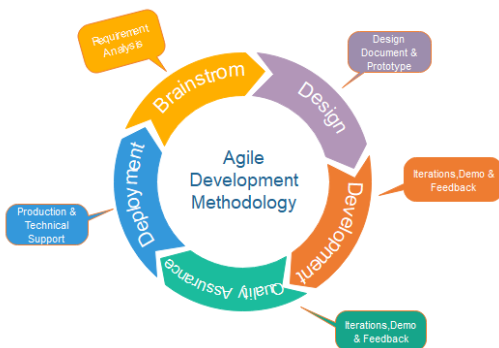 Requirement
Analysis
Brainstrom
Design
Document &
Prototype
Design
Agile
Development
Methodology
Iterations,Demo &
Feedback
Development
Production &
Technical
Support
Deployment
Quality Assurance
Iterations,Demo
& Feedback